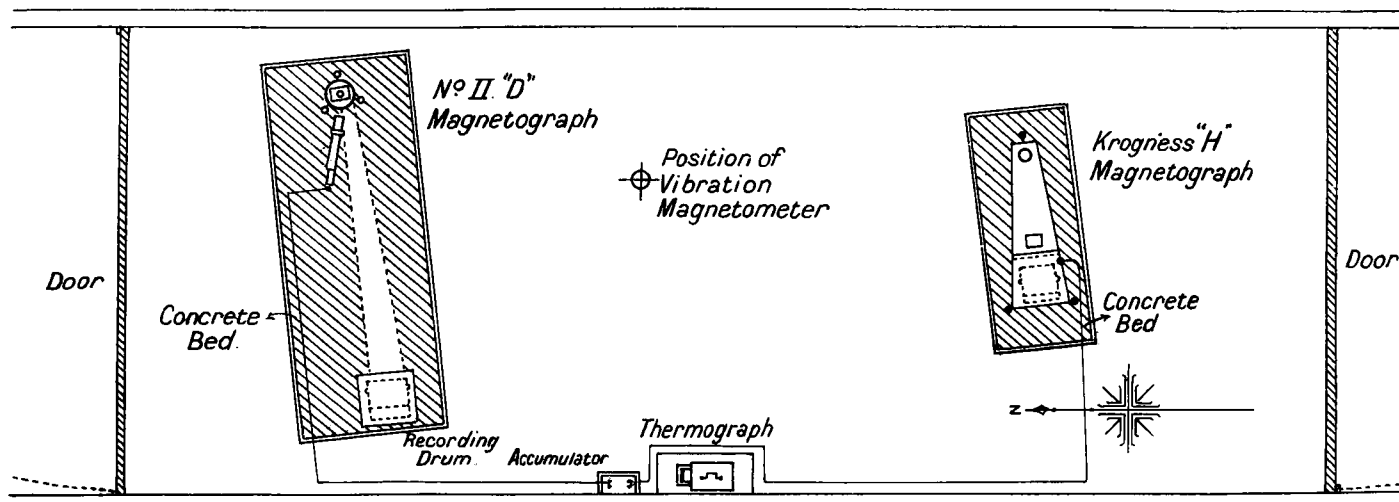 Nº II. "D"
Magnetograph
Position of
Vibration
Magnetometer
Krogness "H"
Magnetograph
Door
Door
Concrete
Bed.
Concrete
Bed
N
Recording
Drum.
Accumulator
Thermograph